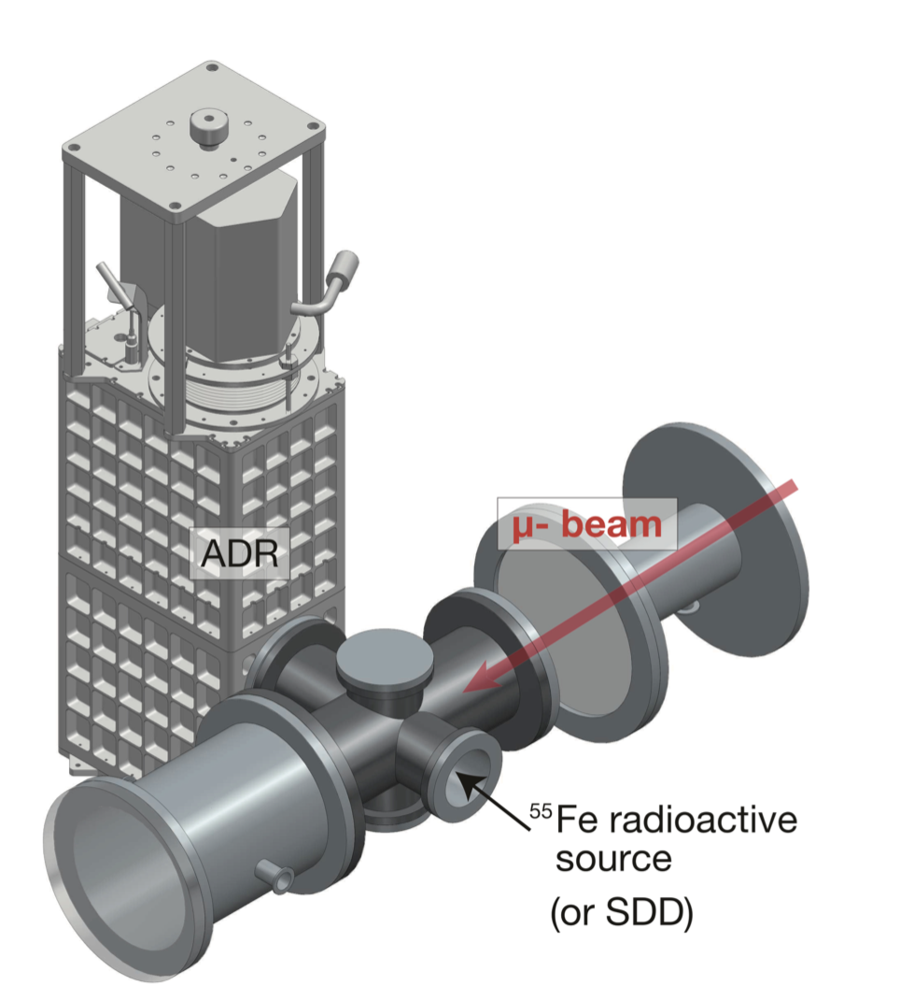 μ- beam
ADR
⁵⁵Fe radioactive
source
(or SDD)